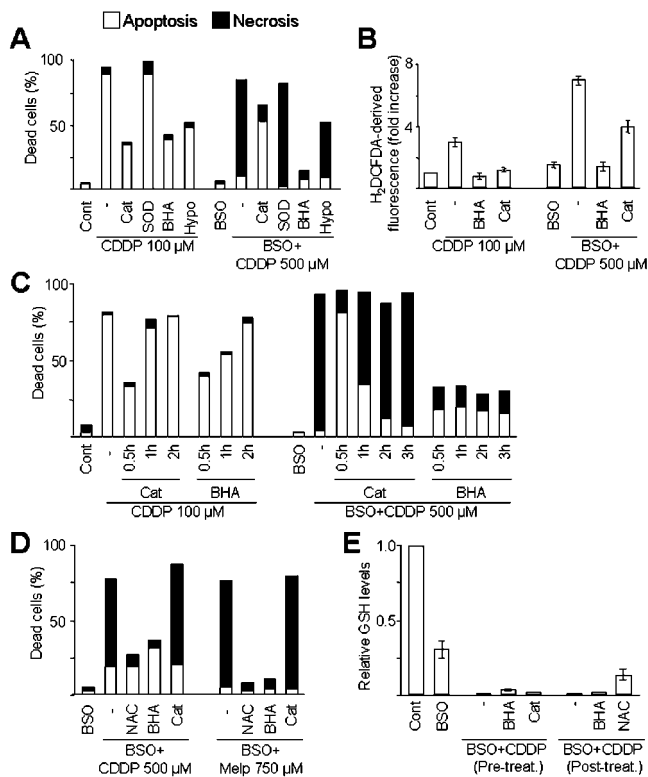 Apoptosis Necrosis
A
Dead cells (%)
100
50
Cont
-
Cat
SOD
BHA
Hypo
CDDP 100 µM
BSO
-
Cat
SOD
BHA
Hypo
BSO+
CDDP 500 µM
B
H2DCFDA-derived
fluorescence (fold increase)
8
4
Cont
-
BHA
Cat
CDDP 100 µM
BSO
-
BHA
Cat
BSO+
CDDP 500 µM
C
Dead cells (%)
100
50
Cont
-
0.5h
1h
2h
0.5h
1h
2h
Cat BHA
CDDP 100 µM
BSO
-
0.5h
1h
2h
3h
0.5h
1h
2h
3h
Cat BHA
BSO+CDDP 500 µM
D
Dead cells (%)
100
50
BSO
-
NAC
BHA
Cat
BSO+
CDDP 500 µM
-
NAC
BHA
Cat
BSO+
Melp 750 µM
E
Relative GSH levels
1
0.5
Cont
BSO
-
BHA
Cat
BSO+CDDP
(Pre-treat.)
-
BHA
NAC
BSO+CDDP
(Post-treat.)